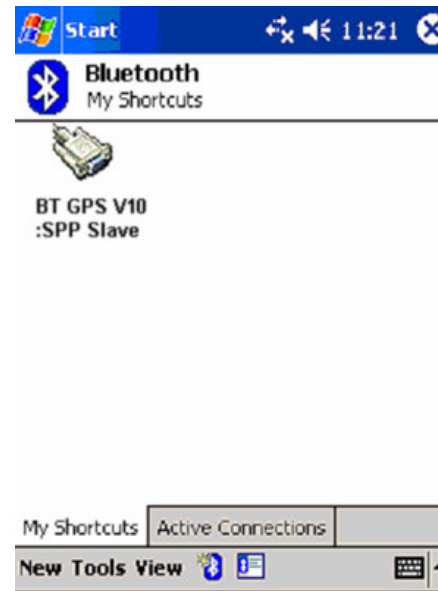 Start 11:21
Bluetooth
My Shortcuts
BT GPS V10
:SPP Slave
My Shortcuts Active Connections
New Tools View